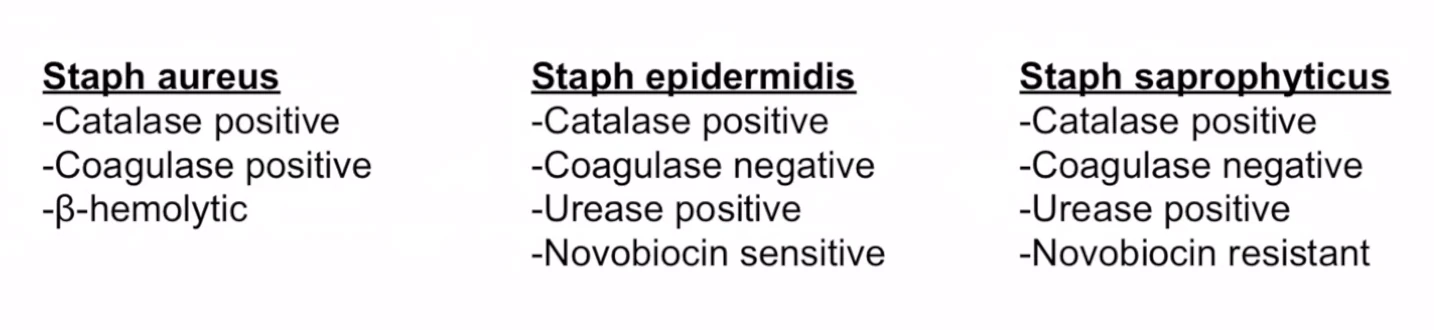 Staph aureus
-Catalase positive
-Coagulase positive
-β-hemolytic
Staph epidermidis
-Catalase positive
-Coagulase negative
-Urease positive
-Novobiocin sensitive
Staph saprophyticus
-Catalase positive
-Coagulase negative
-Urease positive
-Novobiocin resistant